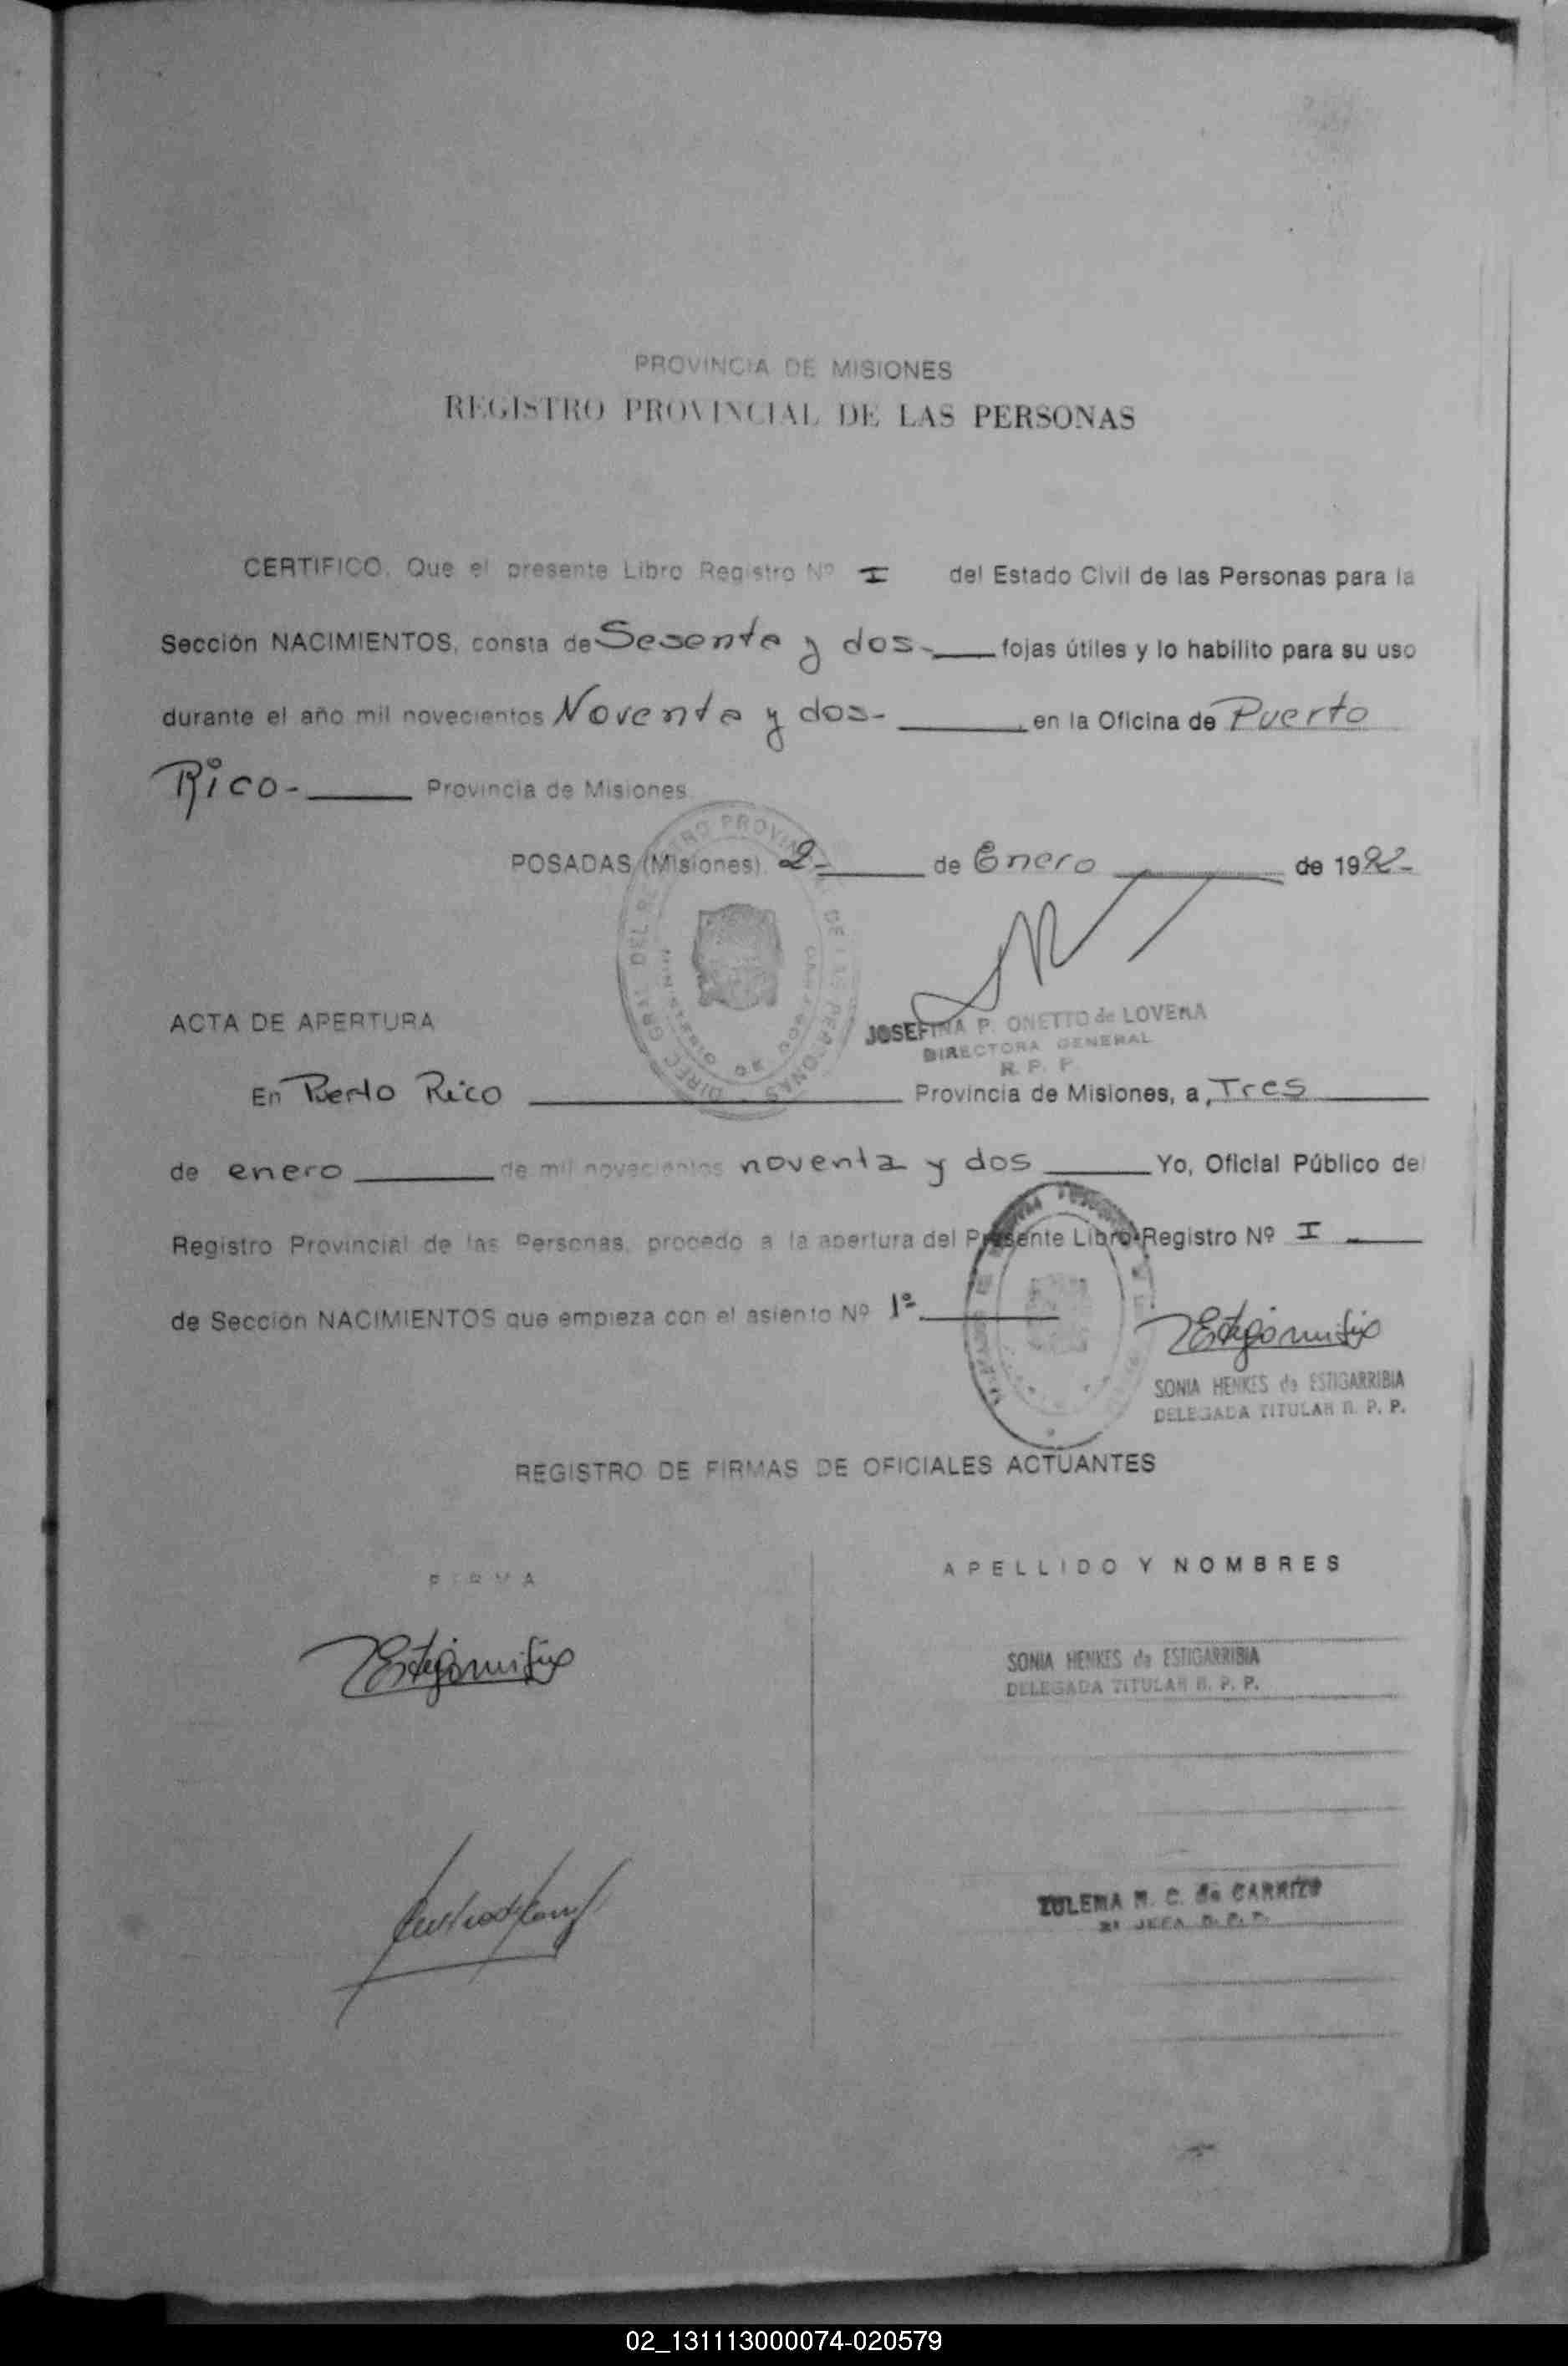 PROVINCIA DE MISIONES
REGISTRO PROVINCIAL DE LAS PERSONAS
CERTIFICO, Que el presente Libro Registro Nº I del Estado Civil de las Personas para la
Sección NACIMIENTOS, consta de Sesenta y dos.- fojas útiles y lo habilito para su uso
durante el año mil novecientos Noventa y dos- , en la Oficina de Puerto
Rico- Provincia de Misiones.
POSADAS (Misiones), 2- de Enero de 1992-
JOSEFINA P. ONETTO de LOVERA
DIRECTORA GENERAL
R. P. P
ACTA DE APERTURA
En Puerto Rico Provincia de Misiones, a, Tres
de enero de mil novecientos noventa y dos Yo, Oficial Público del
Registro Provincial de las Personas, procedo a la apertura del Presente Libro Registro Nº I
de Sección NACIMIENTOS que empieza con el asiento Nº 1º
SONIA HENKES de ESTIGARRIBIA
DELEGADA TITULAR R. P. P.
REGISTRO DE FIRMAS DE OFICIALES ACTUANTES
FIRMA
APELLIDO Y NOMBRES
SONIA HENKES de ESTIGARRIBIA
DELEGADA TITULAR R. P. P.
ZULEMA M. C. de CARRIZO
2ª JEFA R. P. P.
02_131113000074-020579